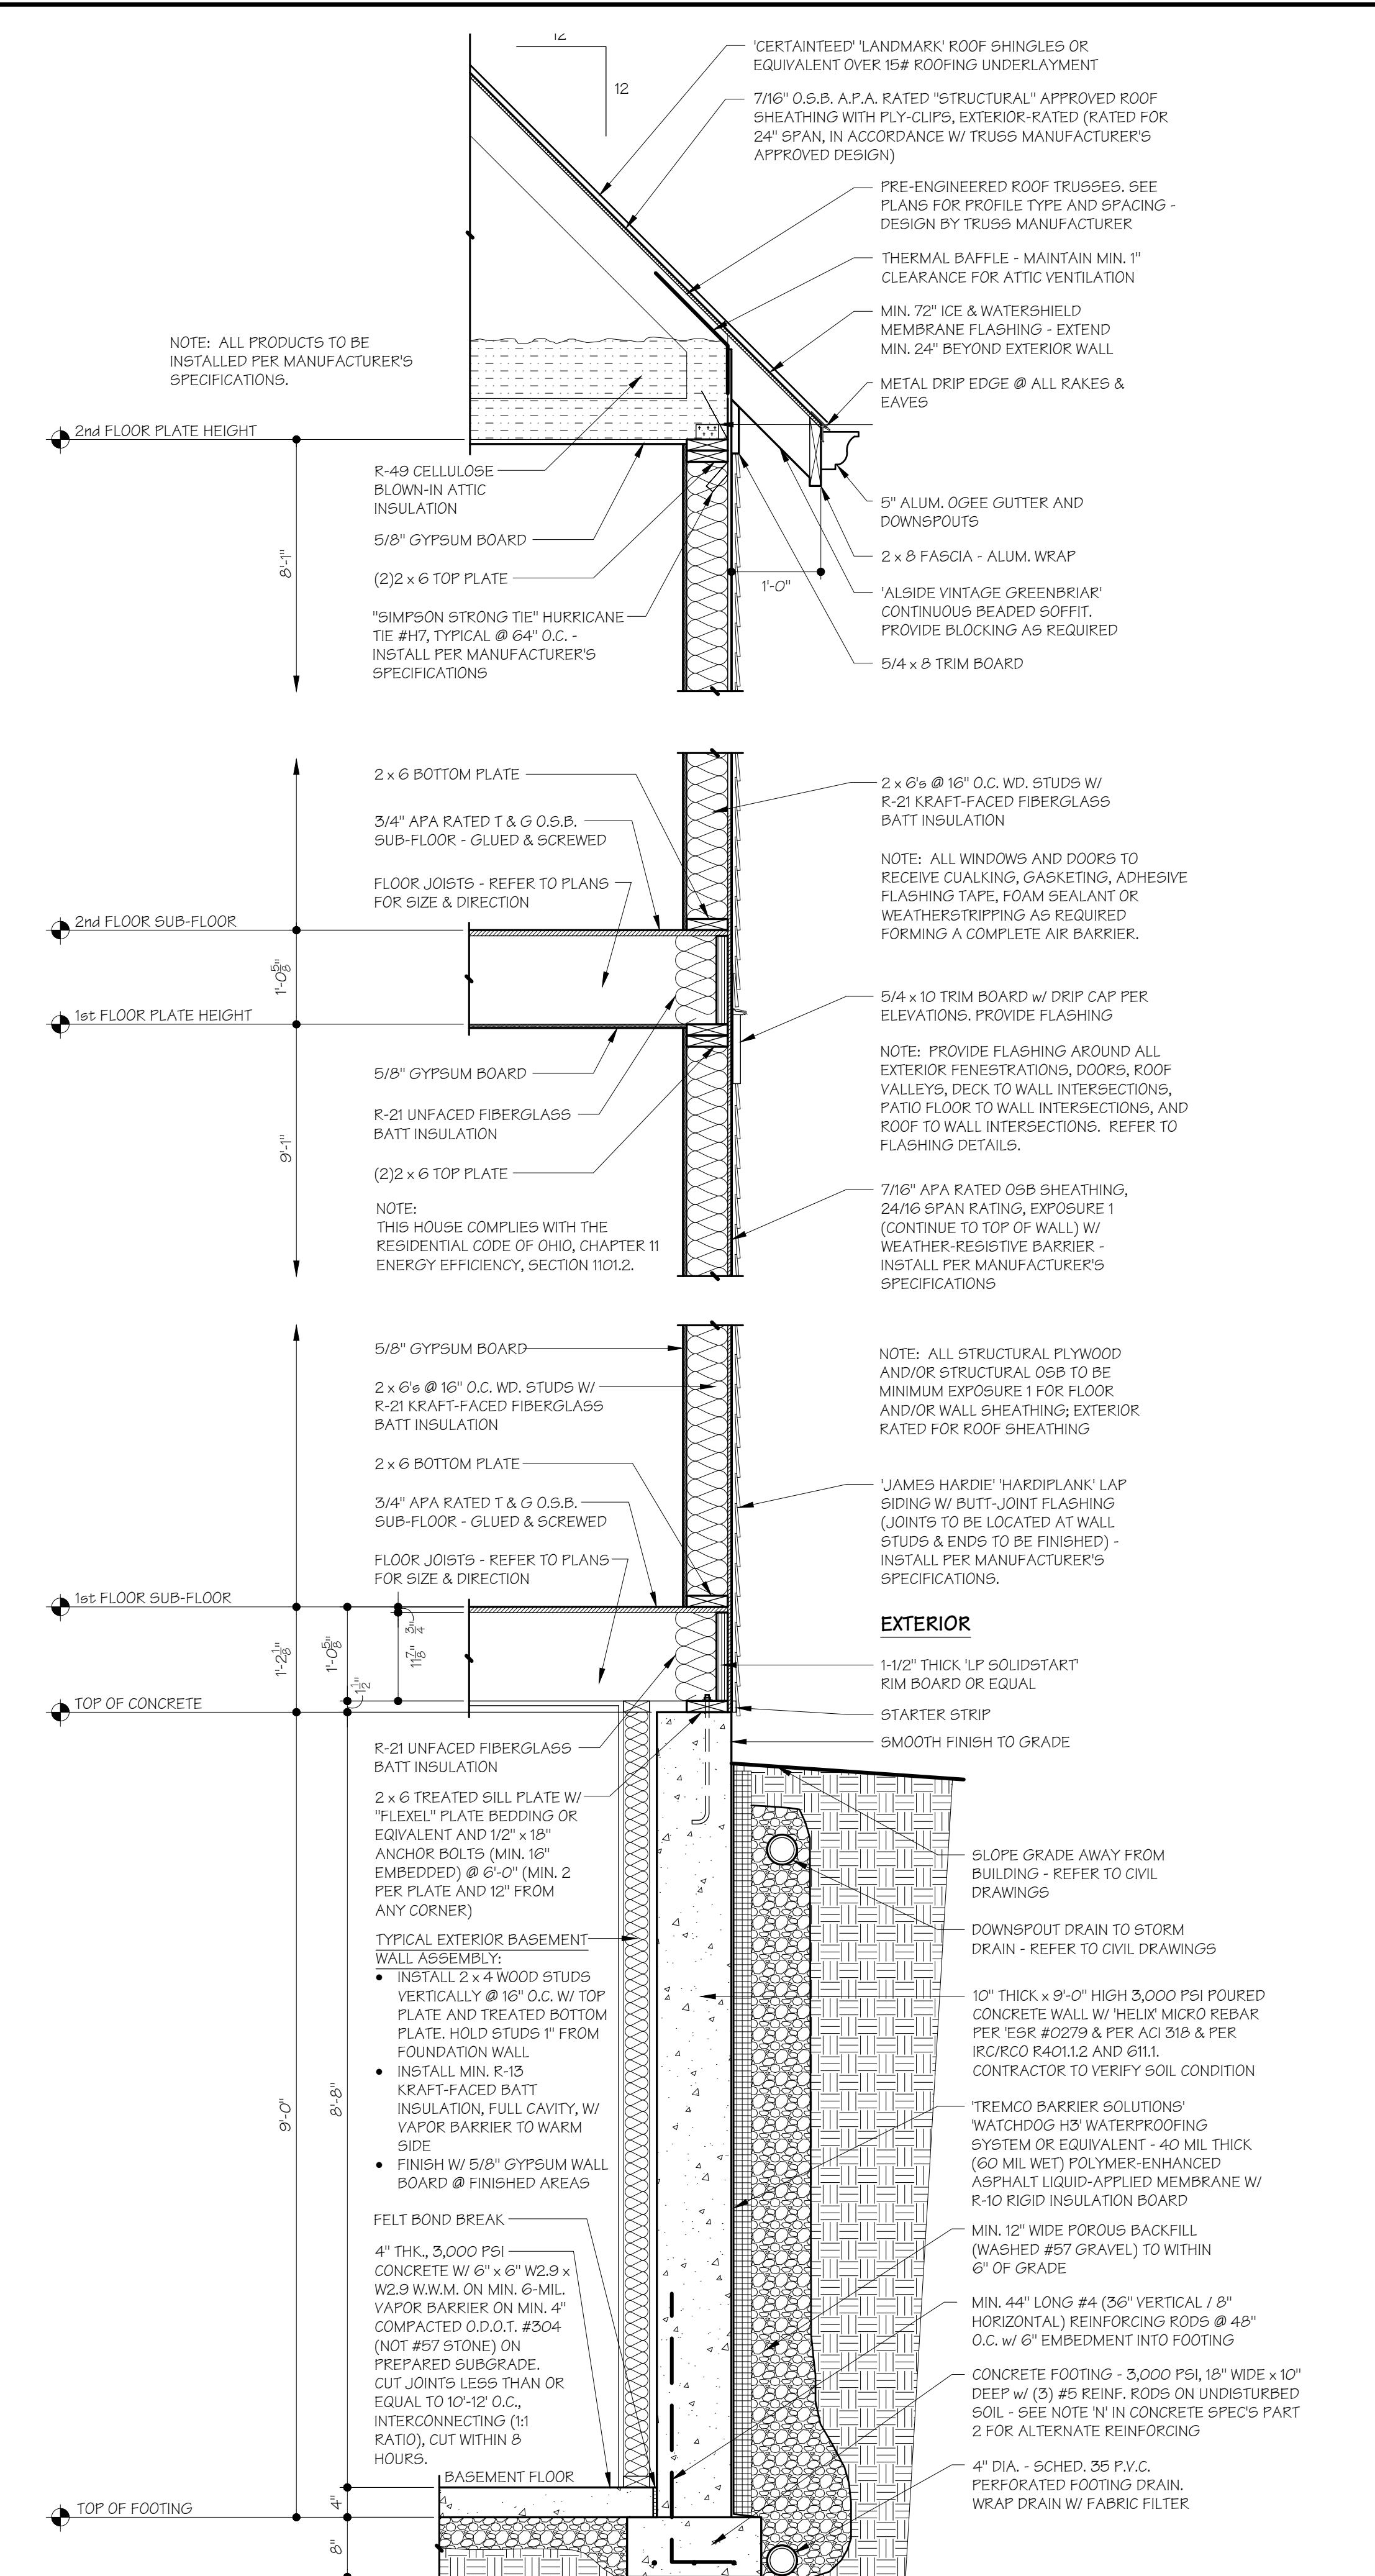 12
12
'CERTAINTEED' 'LANDMARK' ROOF SHINGLES OR
EQUIVALENT OVER 15# ROOFING UNDERLAYMENT
7/16" O.S.B. A.P.A. RATED "STRUCTURAL" APPROVED ROOF
SHEATHING WITH PLY-CLIPS, EXTERIOR-RATED (RATED FOR
24" SPAN, IN ACCORDANCE W/ TRUSS MANUFACTURER'S
APPROVED DESIGN)
PRE-ENGINEERED ROOF TRUSSES. SEE
PLANS FOR PROFILE TYPE AND SPACING -
DESIGN BY TRUSS MANUFACTURER
THERMAL BAFFLE - MAINTAIN MIN. 1"
CLEARANCE FOR ATTIC VENTILATION
MIN. 72" ICE & WATERSHIELD
MEMBRANE FLASHING - EXTEND
MIN. 24" BEYOND EXTERIOR WALL
METAL DRIP EDGE @ ALL RAKES &
EAVES
NOTE: ALL PRODUCTS TO BE
INSTALLED PER MANUFACTURER'S
SPECIFICATIONS.
2nd FLOOR PLATE HEIGHT
8'-1"
R-49 CELLULOSE
BLOWN-IN ATTIC
INSULATION
5/8" GYPSUM BOARD
(2)2 x 6 TOP PLATE
"SIMPSON STRONG TIE" HURRICANE
TIE #H7, TYPICAL @ 64" O.C. -
INSTALL PER MANUFACTURER'S
SPECIFICATIONS
1'-0"
5" ALUM. OGEE GUTTER AND
DOWNSPOUTS
2 x 8 FASCIA - ALUM. WRAP
'ALSIDE VINTAGE GREENBRIAR'
CONTINUOUS BEADED SOFFIT.
PROVIDE BLOCKING AS REQUIRED
5/4 x 8 TRIM BOARD
2 x 6 BOTTOM PLATE
3/4" APA RATED T & G O.S.B.
SUB-FLOOR - GLUED & SCREWED
FLOOR JOISTS - REFER TO PLANS
FOR SIZE & DIRECTION
2 x 6's @ 16" O.C. WD. STUDS W/
R-21 KRAFT-FACED FIBERGLASS
BATT INSULATION
NOTE: ALL WINDOWS AND DOORS TO
RECEIVE CUALKING, GASKETING, ADHESIVE
FLASHING TAPE, FOAM SEALANT OR
WEATHERSTRIPPING AS REQUIRED
FORMING A COMPLETE AIR BARRIER.
2nd FLOOR SUB-FLOOR
1'-0 5/8"
1st FLOOR PLATE HEIGHT
9'-1"
5/8" GYPSUM BOARD
R-21 UNFACED FIBERGLASS
BATT INSULATION
(2)2 x 6 TOP PLATE
NOTE:
THIS HOUSE COMPLIES WITH THE
RESIDENTIAL CODE OF OHIO, CHAPTER 11
ENERGY EFFICIENCY, SECTION 1101.2.
5/4 x 10 TRIM BOARD w/ DRIP CAP PER
ELEVATIONS. PROVIDE FLASHING
NOTE: PROVIDE FLASHING AROUND ALL
EXTERIOR FENESTRATIONS, DOORS, ROOF
VALLEYS, DECK TO WALL INTERSECTIONS,
PATIO FLOOR TO WALL INTERSECTIONS, AND
ROOF TO WALL INTERSECTIONS. REFER TO
FLASHING DETAILS.
7/16" APA RATED OSB SHEATHING,
24/16 SPAN RATING, EXPOSURE 1
(CONTINUE TO TOP OF WALL) W/
WEATHER-RESISTIVE BARRIER -
INSTALL PER MANUFACTURER'S
SPECIFICATIONS
5/8" GYPSUM BOARD
2 x 6's @ 16" O.C. WD. STUDS W/
R-21 KRAFT-FACED FIBERGLASS
BATT INSULATION
2 x 6 BOTTOM PLATE
3/4" APA RATED T & G O.S.B.
SUB-FLOOR - GLUED & SCREWED
FLOOR JOISTS - REFER TO PLANS
FOR SIZE & DIRECTION
NOTE: ALL STRUCTURAL PLYWOOD
AND/OR STRUCTURAL OSB TO BE
MINIMUM EXPOSURE 1 FOR FLOOR
AND/OR WALL SHEATHING; EXTERIOR
RATED FOR ROOF SHEATHING
'JAMES HARDIE' 'HARDIPLANK' LAP
SIDING W/ BUTT-JOINT FLASHING
(JOINTS TO BE LOCATED AT WALL
STUDS & ENDS TO BE FINISHED) -
INSTALL PER MANUFACTURER'S
SPECIFICATIONS.
EXTERIOR
1st FLOOR SUB-FLOOR
1'-2 1/8"
1'-0 5/8"
1 1/2"
3/4"
11 7/8"
TOP OF CONCRETE
1-1/2" THICK 'LP SOLIDSTART'
RIM BOARD OR EQUAL
STARTER STRIP
SMOOTH FINISH TO GRADE
R-21 UNFACED FIBERGLASS
BATT INSULATION
2 x 6 TREATED SILL PLATE W/
"FLEXEL" PLATE BEDDING OR
EQIVALENT AND 1/2" x 18"
ANCHOR BOLTS (MIN. 16"
EMBEDDED) @ 6'-0" (MIN. 2
PER PLATE AND 12" FROM
ANY CORNER)
TYPICAL EXTERIOR BASEMENT
WALL ASSEMBLY:
• INSTALL 2 x 4 WOOD STUDS
VERTICALLY @ 16" O.C. W/ TOP
PLATE AND TREATED BOTTOM
PLATE. HOLD STUDS 1" FROM
FOUNDATION WALL
• INSTALL MIN. R-13
KRAFT-FACED BATT
INSULATION, FULL CAVITY, W/
VAPOR BARRIER TO WARM
SIDE
• FINISH W/ 5/8" GYPSUM WALL
BOARD @ FINISHED AREAS
FELT BOND BREAK
4" THK., 3,000 PSI
CONCRETE W/ 6" x 6" W2.9 x
W2.9 W.W.M. ON MIN. 6-MIL.
VAPOR BARRIER ON MIN. 4"
COMPACTED O.D.O.T. #304
(NOT #57 STONE) ON
PREPARED SUBGRADE.
CUT JOINTS LESS THAN OR
EQUAL TO 10'-12' O.C.,
INTERCONNECTING (1:1
RATIO), CUT WITHIN 8
HOURS.
9'-0"
8'-8"
BASEMENT FLOOR
4"
TOP OF FOOTING
8"
SLOPE GRADE AWAY FROM
BUILDING - REFER TO CIVIL
DRAWINGS
DOWNSPOUT DRAIN TO STORM
DRAIN - REFER TO CIVIL DRAWINGS
10" THICK x 9'-0" HIGH 3,000 PSI POURED
CONCRETE WALL W/ 'HELIX' MICRO REBAR
PER 'ESR #0279 & PER ACI 318 & PER
IRC/RCO R401.1.2 AND 611.1.
CONTRACTOR TO VERIFY SOIL CONDITION
'TREMCO BARRIER SOLUTIONS'
'WATCHDOG H3' WATERPROOFING
SYSTEM OR EQUIVALENT - 40 MIL THICK
(60 MIL WET) POLYMER-ENHANCED
ASPHALT LIQUID-APPLIED MEMBRANE W/
R-10 RIGID INSULATION BOARD
MIN. 12" WIDE POROUS BACKFILL
(WASHED #57 GRAVEL) TO WITHIN
6" OF GRADE
MIN. 44" LONG #4 (36" VERTICAL / 8"
HORIZONTAL) REINFORCING RODS @ 48"
O.C. w/ 6" EMBEDMENT INTO FOOTING
CONCRETE FOOTING - 3,000 PSI, 18" WIDE x 10"
DEEP w/ (3) #5 REINF. RODS ON UNDISTURBED
SOIL - SEE NOTE 'N' IN CONCRETE SPEC'S PART
2 FOR ALTERNATE REINFORCING
4" DIA. - SCHED. 35 P.V.C.
PERFORATED FOOTING DRAIN.
WRAP DRAIN W/ FABRIC FILTER